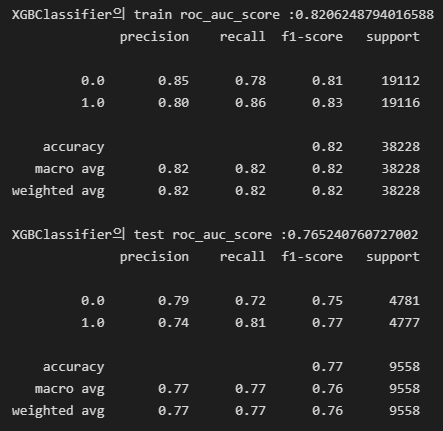 XGBClassifier의 train roc_auc_score :0.8206248794016588
precision recall f1-score support
0.0 0.85 0.78 0.81 19112
1.0 0.80 0.86 0.83 19116
accuracy 0.82 38228
macro avg 0.82 0.82 0.82 38228
weighted avg 0.82 0.82 0.82 38228
XGBClassifier의 test roc_auc_score :0.765240760727002
precision recall f1-score support
0.0 0.79 0.72 0.75 4781
1.0 0.74 0.81 0.77 4777
accuracy 0.77 9558
macro avg 0.77 0.77 0.76 9558
weighted avg 0.77 0.77 0.76 9558